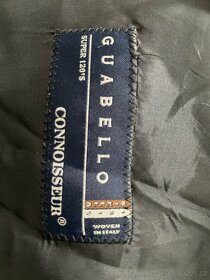 GUABELLO
SUPER 120'S
CONNOISSEUR®
WOVEN
IN ITALY